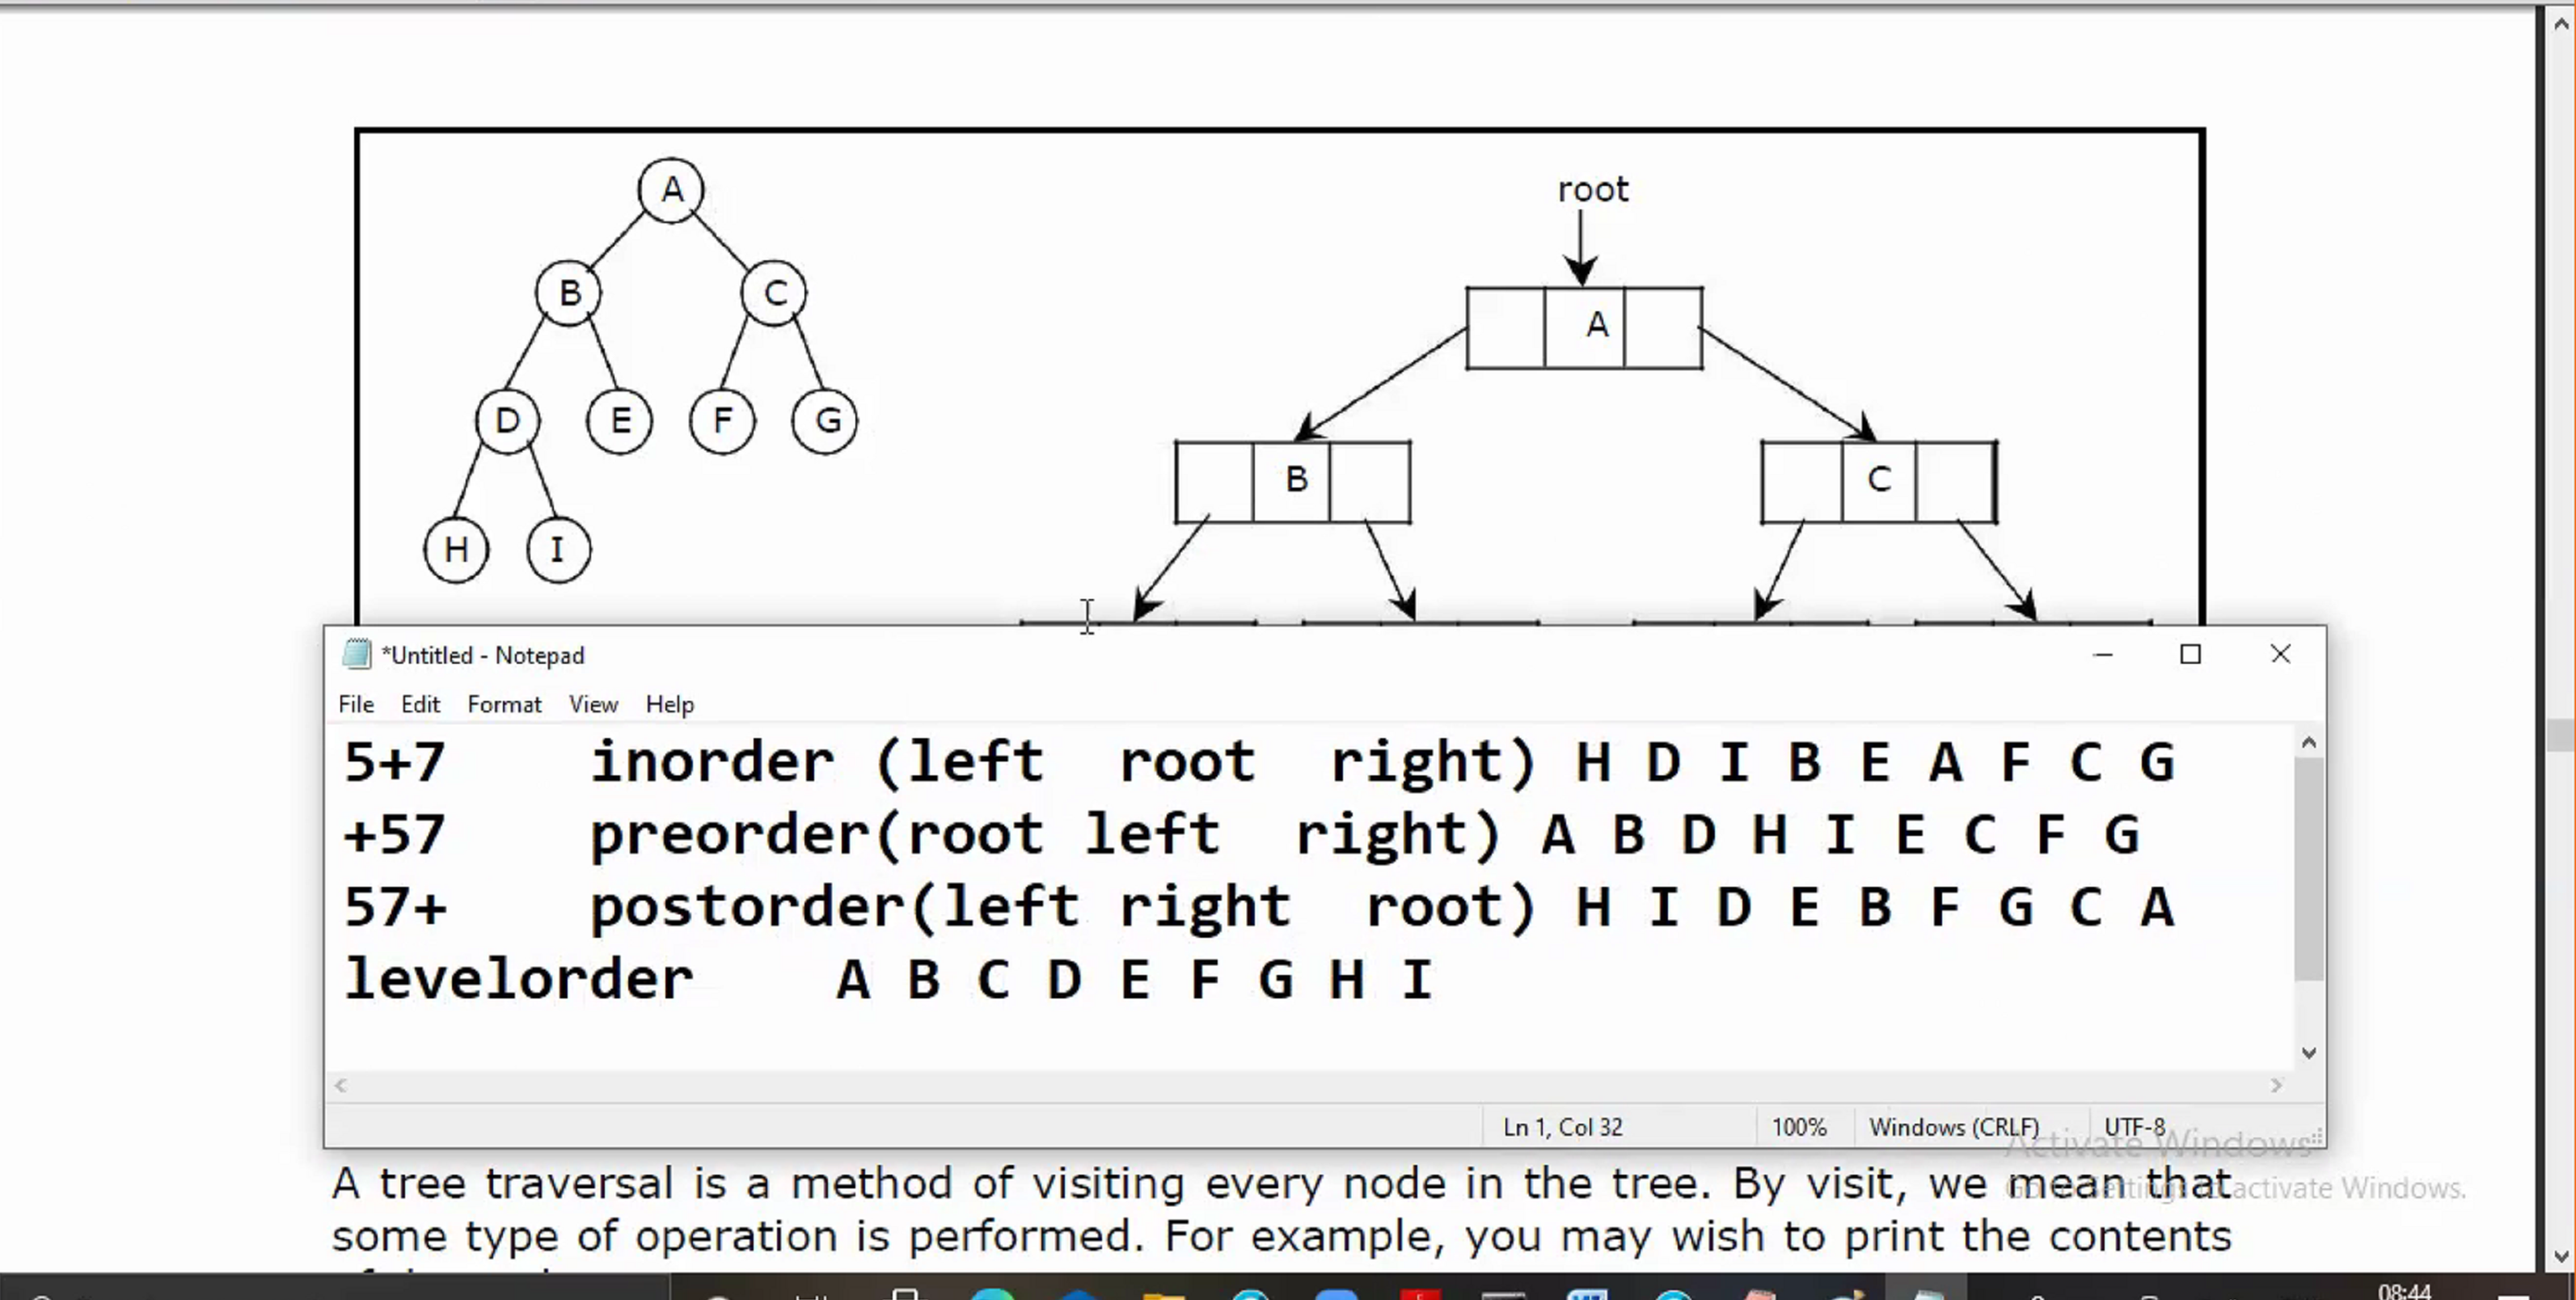 A
root
B C
A
D E F G
B C
H I
*Untitled - Notepad
File Edit Format View Help
5+7 inorder (left root right) H D I B E A F C G
+57 preorder(root left right) A B D H I E C F G
57+ postorder(left right root) H I D E B F G C A
levelorder A B C D E F G H I
Ln 1, Col 32 100% Windows (CRLF) UTF-8
Activate Windows
A tree traversal is a method of visiting every node in the tree. By visit, we mean that
Go to Settings to activate Windows.
some type of operation is performed. For example, you may wish to print the contents
08:44